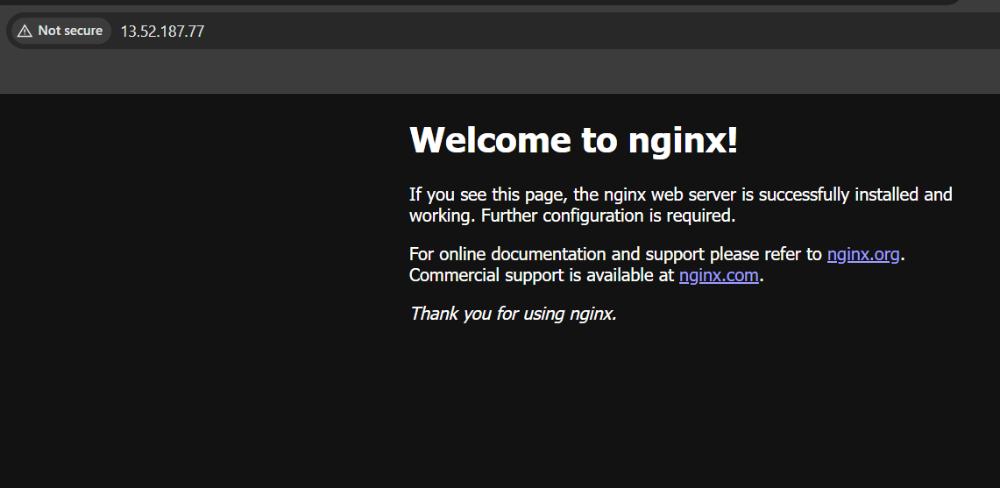 Not secure 13.52.187.77
Welcome to nginx!
If you see this page, the nginx web server is successfully installed and
working. Further configuration is required.
For online documentation and support please refer to nginx.org.
Commercial support is available at nginx.com.
Thank you for using nginx.